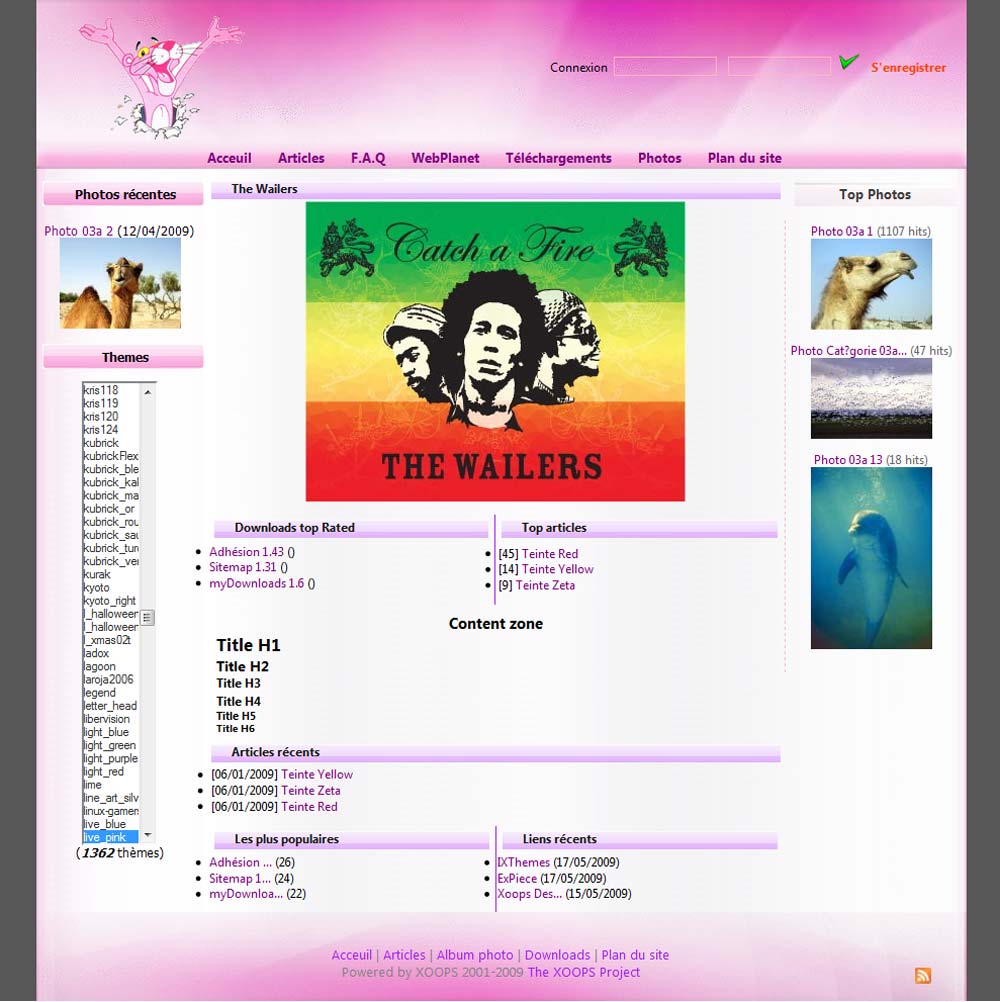 Connexion S'enregistrer
Acceuil Articles F.A.Q WebPlanet Téléchargements Photos Plan du site
Photos récentes
Photo 03a 2 (12/04/2009)
Themes
kris118
kris119
kris120
kris124
kubrick
kubrickFlex
kubrick_ble
kubrick_kal
kubrick_ma
kubrick_or
kubrick_rou
kubrick_sau
kubrick_tur
kubrick_ver
kurak
kyoto
kyoto_right
l_halloween
l_halloween
l_xmas02t
ladox
lagoon
laroja2006
legend
letter_head
libervision
light_blue
light_green
light_purple
light_red
lime
line_art_silv
linux-gamers
live_blue
live_pink
(1362 thèmes)
The Wailers
Catch a Fire
THE WAILERS
Downloads top Rated
Adhésion 1.43 ()
Sitemap 1.31 ()
myDownloads 1.6 ()
Top articles
[45] Teinte Red
[14] Teinte Yellow
[9] Teinte Zeta
Content zone
Title H1
Title H2
Title H3
Title H4
Title H5
Title H6
Articles récents
[06/01/2009] Teinte Yellow
[06/01/2009] Teinte Zeta
[06/01/2009] Teinte Red
Les plus populaires
Adhésion ... (26)
Sitemap 1... (24)
myDownloa... (22)
Liens récents
IXThemes (17/05/2009)
ExPiece (17/05/2009)
Xoops Des... (15/05/2009)
Top Photos
Photo 03a 1 (1107 hits)
Photo Cat?gorie 03a... (47 hits)
Photo 03a 13 (18 hits)
Acceuil | Articles | Album photo | Downloads | Plan du site
Powered by XOOPS 2001-2009 The XOOPS Project